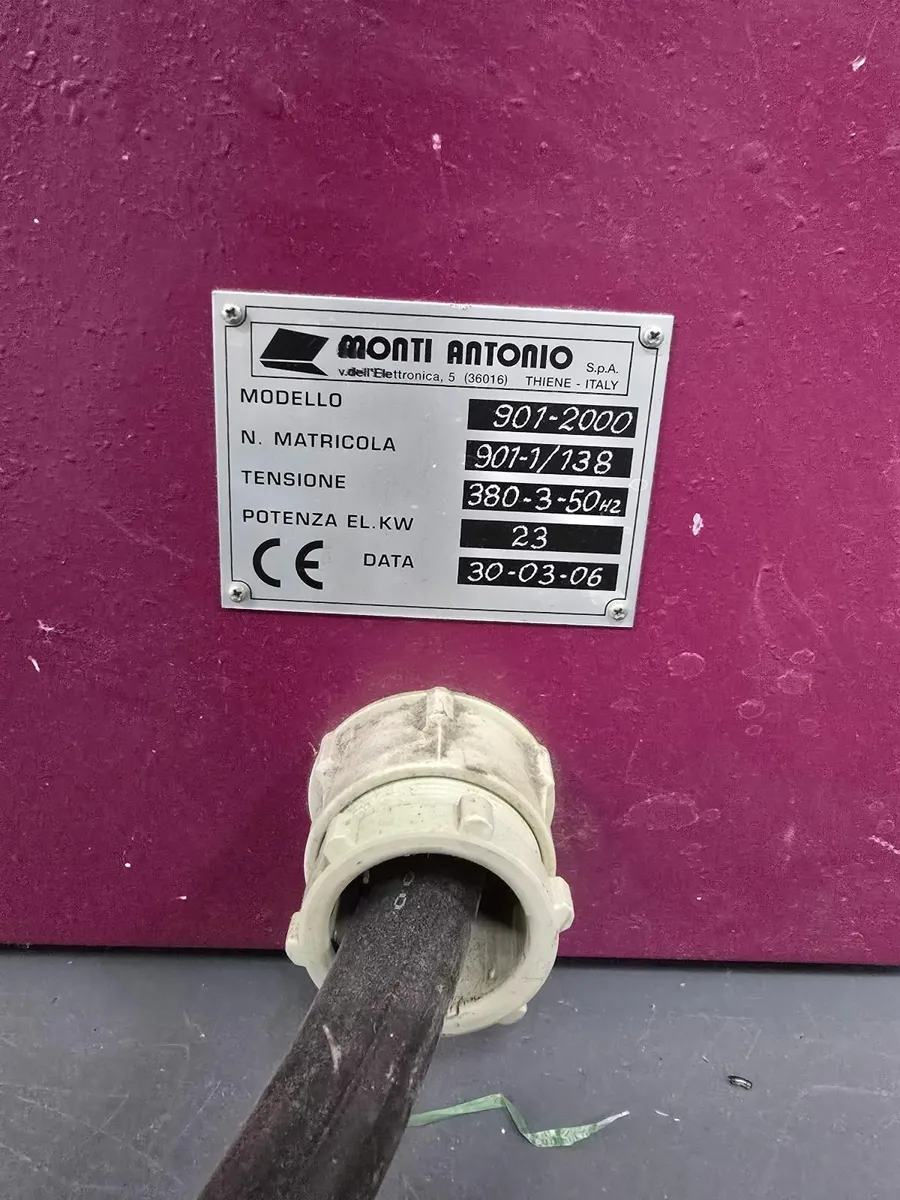 MONTI ANTONIO S.p.A.
v.dell'Elettronica, 5 (36016) THIENE - ITALY
MODELLO 901-2000
N. MATRICOLA 901-1/138
TENSIONE 380-3-50HZ
POTENZA EL.KW 23
CE DATA 30-03-06